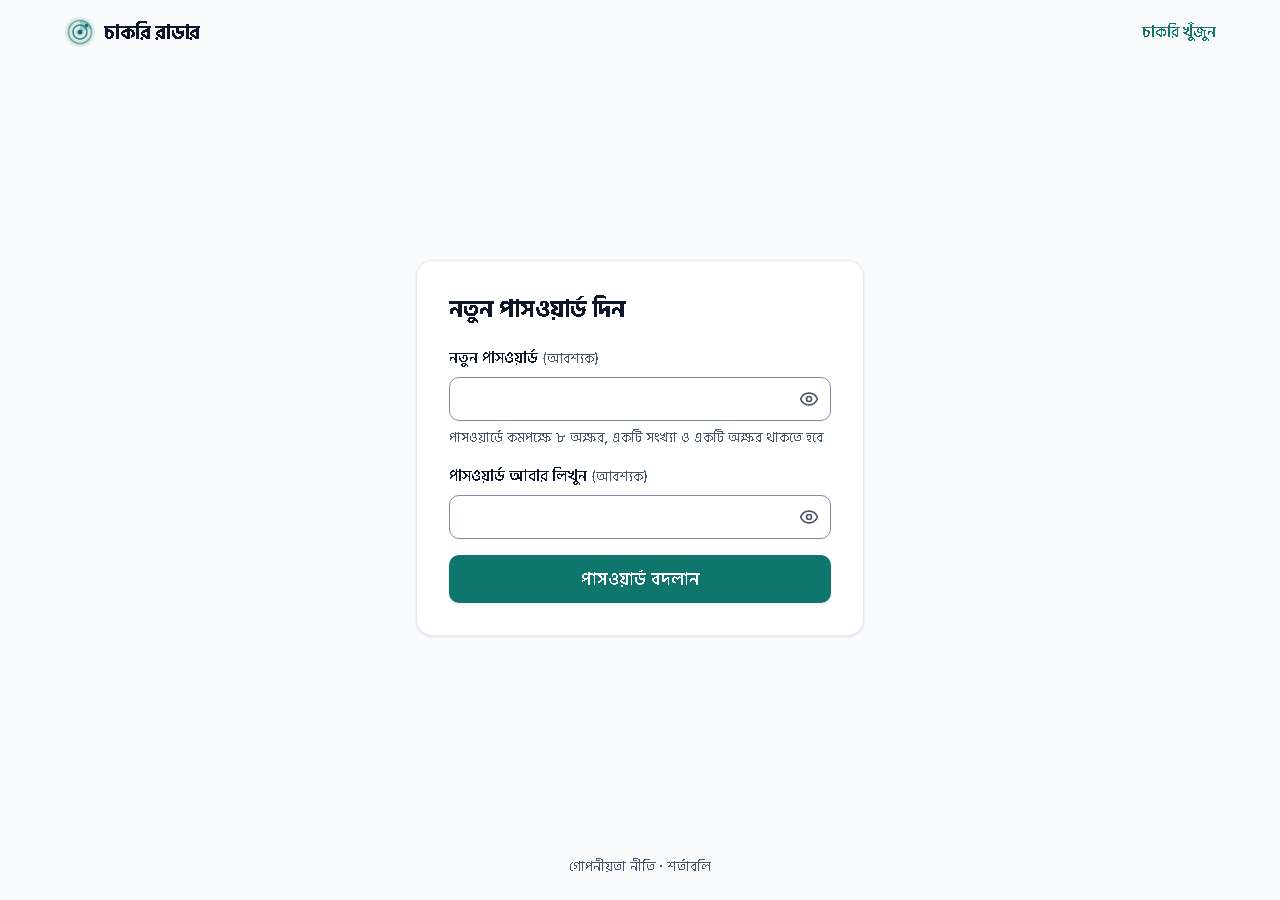 চাকরি রাডার
চাকরি খুঁজুন
নতুন পাসওয়ার্ড দিন
নতুন পাসওয়ার্ড (আবশ্যক)
পাসওয়ার্ডে কমপক্ষে ৮ অক্ষর, একটি সংখ্যা ও একটি অক্ষর থাকতে হবে
পাসওয়ার্ড আবার লিখুন (আবশ্যক)
পাসওয়ার্ড বদলান
গোপনীয়তা নীতি · শর্তাবলি